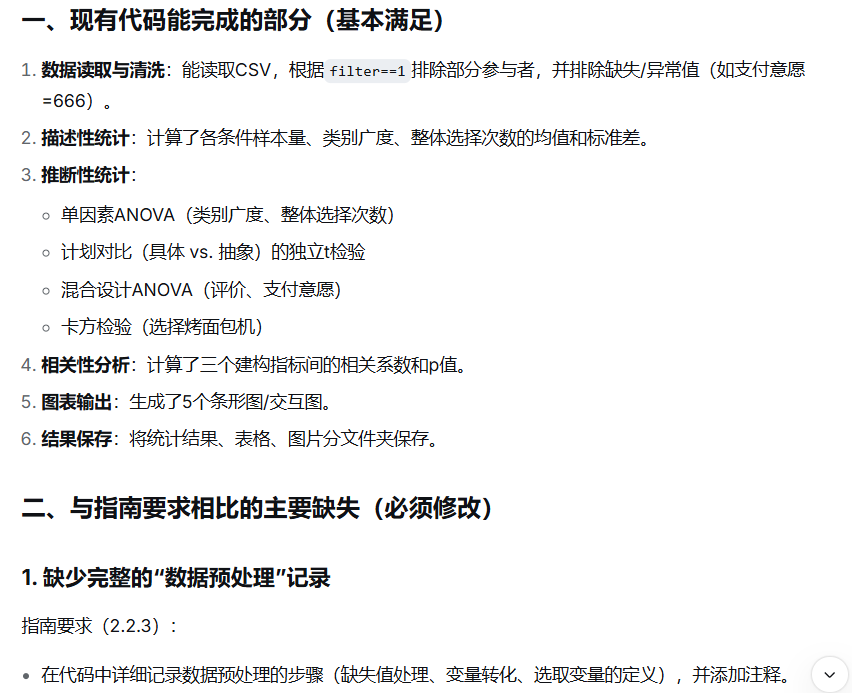 一、现有代码能完成的部分（基本满足）
1. 数据读取与清洗：能读取CSV，根据filter==1排除部分参与者，并排除缺失/异常值（如支付意愿
=666）。
2. 描述性统计：计算了各条件样本量、类别广度、整体选择次数的均值和标准差。
3. 推断性统计：
单因素ANOVA（类别广度、整体选择次数）
计划对比（具体 vs. 抽象）的独立t检验
混合设计ANOVA（评价、支付意愿）
卡方检验（选择烤面包机）
4. 相关性分析：计算了三个建构指标间的相关系数和p值。
5. 图表输出：生成了5个条形图/交互图。
6. 结果保存：将统计结果、表格、图片分文件夹保存。
二、与指南要求相比的主要缺失（必须修改）
1. 缺少完整的“数据预处理”记录
指南要求（2.2.3）：
在代码中详细记录数据预处理的步骤（缺失值处理、变量转化、选取变量的定义），并添加注释。